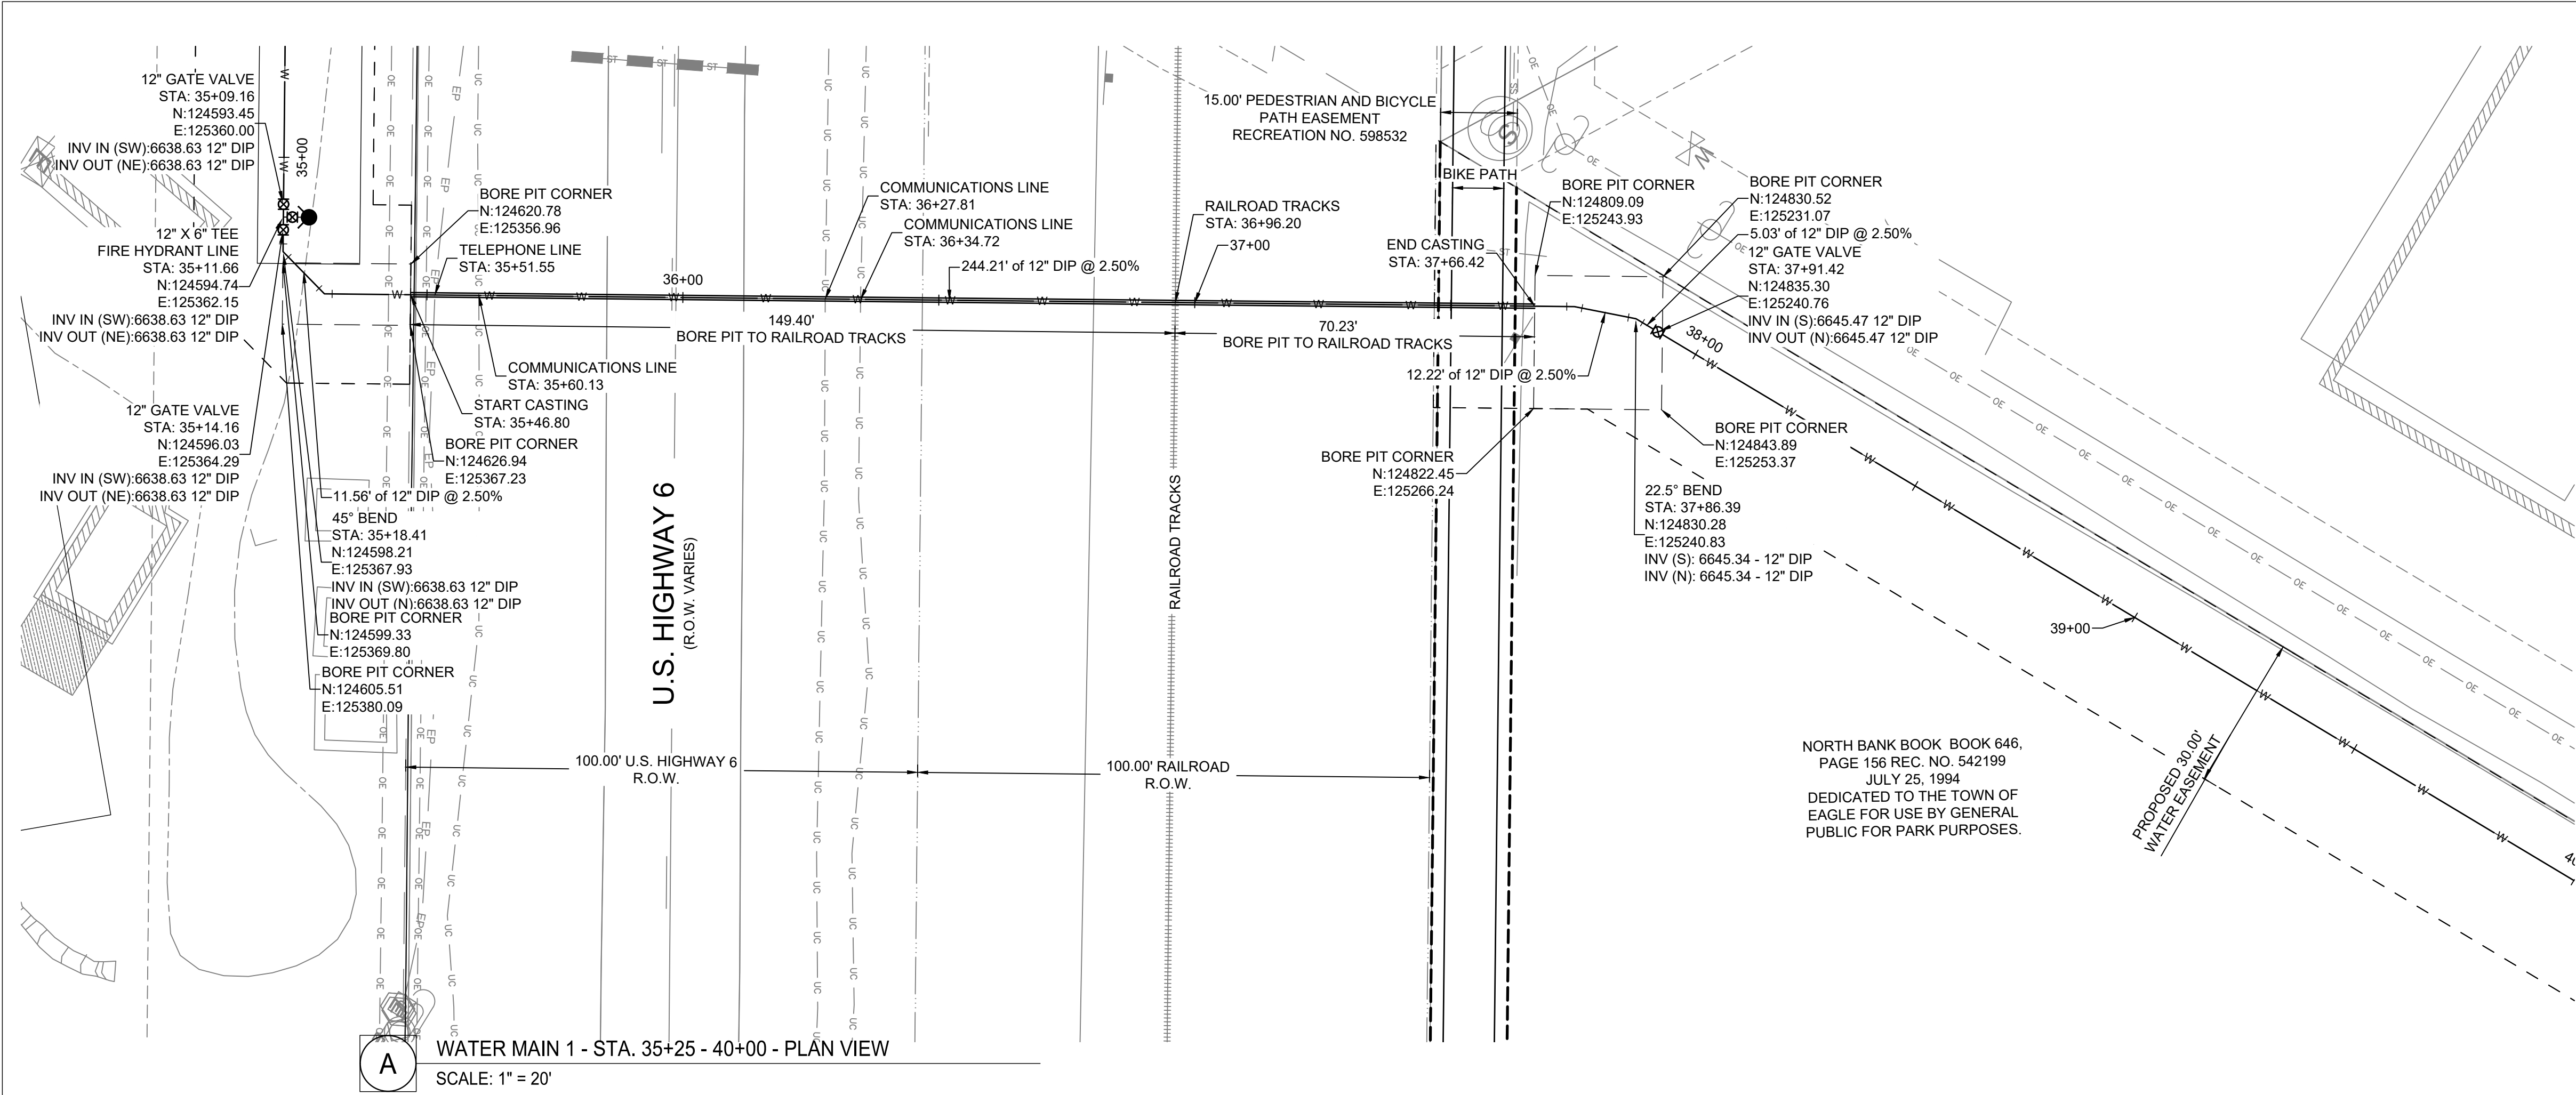 12" GATE VALVE
STA: 35+09.16
N:124593.45
E:125360.00
INV IN (SW):6638.63 12" DIP
INV OUT (NE):6638.63 12" DIP
35+00
12" X 6" TEE
FIRE HYDRANT LINE
STA: 35+11.66
N:124594.74
E:125362.15
INV IN (SW):6638.63 12" DIP
INV OUT (NE):6638.63 12" DIP
12" GATE VALVE
STA: 35+14.16
N:124596.03
E:125364.29
INV IN (SW):6638.63 12" DIP
INV OUT (NE):6638.63 12" DIP
11.56' of 12" DIP @ 2.50%
45° BEND
STA: 35+18.41
N:124598.21
E:125367.93
INV IN (SW):6638.63 12" DIP
INV OUT (N):6638.63 12" DIP
BORE PIT CORNER
N:124599.33
E:125369.80
BORE PIT CORNER
N:124605.51
E:125380.09
BORE PIT CORNER
N:124620.78
E:125356.96
TELEPHONE LINE
STA: 35+51.55
COMMUNICATIONS LINE
STA: 35+60.13
START CASTING
STA: 35+46.80
BORE PIT CORNER
N:124626.94
E:125367.23
36+00
149.40'
BORE PIT TO RAILROAD TRACKS
COMMUNICATIONS LINE
STA: 36+27.81
COMMUNICATIONS LINE
STA: 36+34.72
244.21' of 12" DIP @ 2.50%
RAILROAD TRACKS
STA: 36+96.20
37+00
70.23'
BORE PIT TO RAILROAD TRACKS
15.00' PEDESTRIAN AND BICYCLE
PATH EASEMENT
RECREATION NO. 598532
BIKE PATH
END CASTING
STA: 37+66.42
BORE PIT CORNER
N:124809.09
E:125243.93
BORE PIT CORNER
N:124830.52
E:125231.07
5.03' of 12" DIP @ 2.50%
12" GATE VALVE
STA: 37+91.42
N:124835.30
E:125240.76
INV IN (S):6645.47 12" DIP
INV OUT (N):6645.47 12" DIP
38+00
12.22' of 12" DIP @ 2.50%
BORE PIT CORNER
N:124822.45
E:125266.24
BORE PIT CORNER
N:124843.89
E:125253.37
22.5° BEND
STA: 37+86.39
N:124830.28
E:125240.83
INV (S): 6645.34 - 12" DIP
INV (N): 6645.34 - 12" DIP
U.S. HIGHWAY 6
(R.O.W. VARIES)
RAILROAD TRACKS
100.00' U.S. HIGHWAY 6
R.O.W.
100.00' RAILROAD
R.O.W.
39+00
PROPOSED 30.00'
WATER EASEMENT
NORTH BANK BOOK BOOK 646,
PAGE 156 REC. NO. 542199
JULY 25, 1994
DEDICATED TO THE TOWN OF
EAGLE FOR USE BY GENERAL
PUBLIC FOR PARK PURPOSES.
A
WATER MAIN 1 - STA. 35+25 - 40+00 - PLAN VIEW
SCALE: 1" = 20'